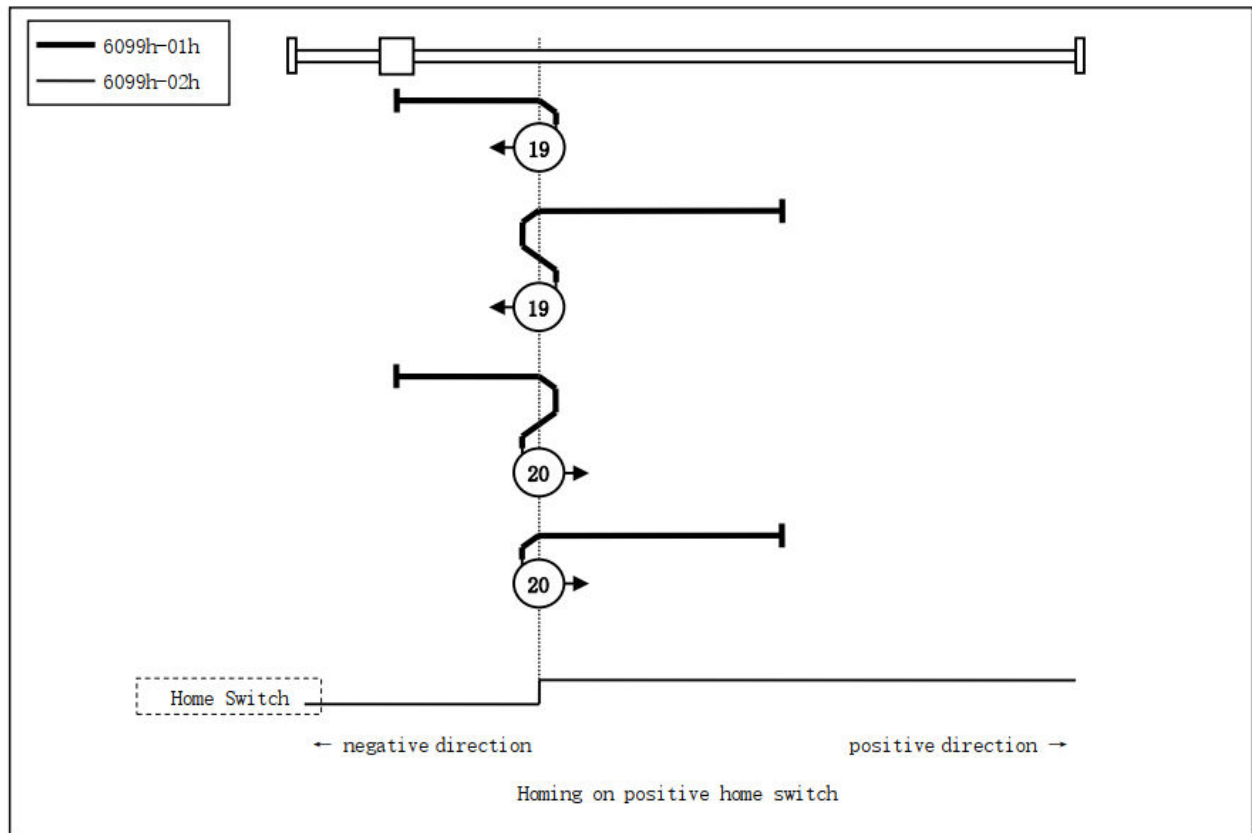 6099h-01h
6099h-02h
19
19
20
20
Home Switch
← negative direction
positive direction →
Homing on positive home switch